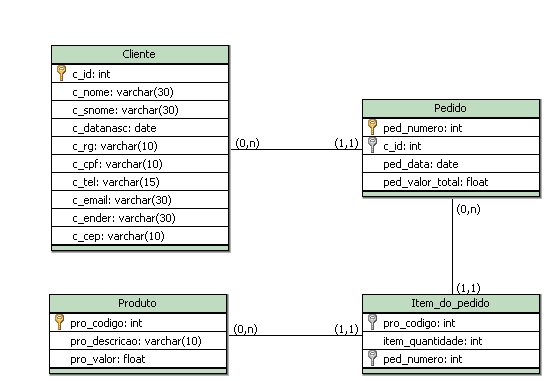 Cliente
c_id: int
c_nome: varchar(30)
c_snome: varchar(30)
c_datanasc: date
c_rg: varchar(10)
c_cpf: varchar(10)
c_tel: varchar(15)
c_email: varchar(30)
c_ender: varchar(30)
c_cep: varchar(10)
(0,n)
(1,1)
Pedido
ped_numero: int
c_id: int
ped_data: date
ped_valor_total: float
(0,n)
(1,1)
Produto
pro_codigo: int
pro_descricao: varchar(10)
pro_valor: float
(0,n)
(1,1)
Item_do_pedido
pro_codigo: int
item_quantidade: int
ped_numero: int